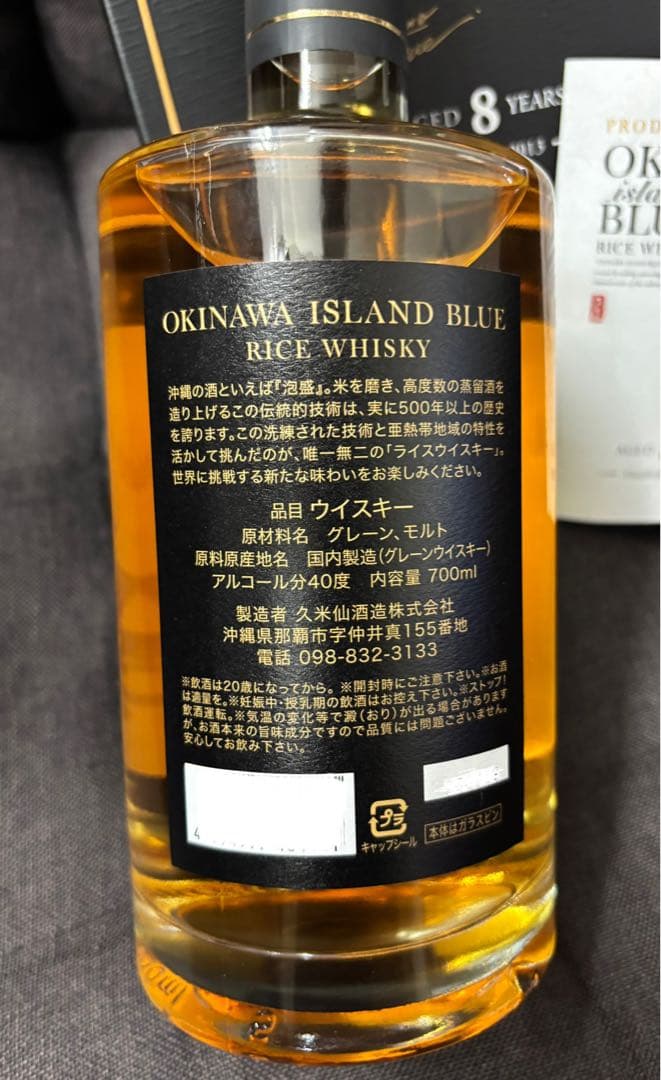 AGED 8 YEARS
PROD
OK
isla
BLU
RICE WH
OKINAWA ISLAND BLUE
RICE WHISKY
沖縄の酒といえば『泡盛』。米を磨き、高度数の蒸留酒を
造り上げるこの伝統的技術は、実に500年以上の歴史
を誇ります。この洗練された技術と亜熱帯地域の特性を
活かして挑んだのが、唯一無二の「ライスウイスキー」。
世界に挑戦する新たな味わいをお楽しみください。
品目 ウイスキー
原材料名 グレーン、モルト
原料原産地名 国内製造(グレーンウイスキー)
アルコール分40度 内容量 700ml
製造者 久米仙酒造株式会社
沖縄県那覇市字仲井真155番地
電話 098-832-3133
※飲酒は20歳になってから。※開封時にご注意下さい。※お酒
は適量を。※妊娠中・授乳期の飲酒はお控え下さい。※ストップ!
飲酒運転。※気温の変化等で澱(おり)が出る場合があります
が、お酒本来の旨味成分ですので品質には問題ございません。
安心してお飲み下さい。
プラ
キャップシール
本体はガラスビン